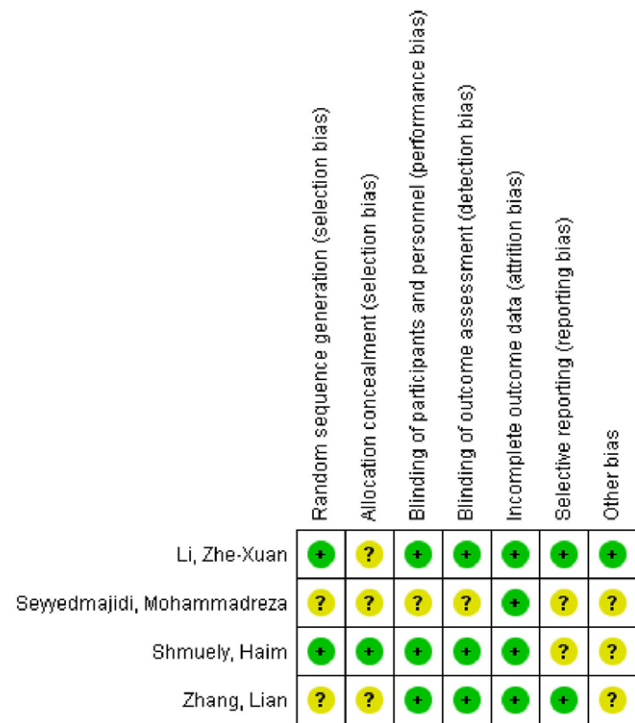 Random sequence generation (selection bias)
Allocation concealment (selection bias)
Blinding of participants and personnel (performance bias)
Blinding of outcome assessment (detection bias)
Incomplete outcome data (attrition bias)
Selective reporting (reporting bias)
Other bias
Li, Zhe-Xuan + ? + + + + +
Seyyedmajidi, Mohammadreza ? ? ? ? + ? ?
Shmuely, Haim + + + + + ? ?
Zhang, Lian ? ? + + + + ?